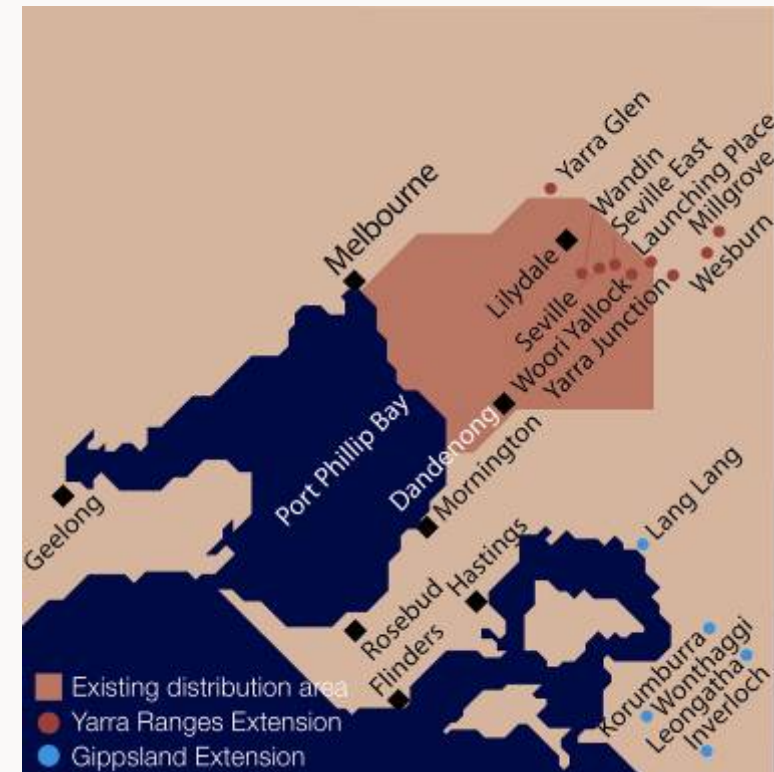 Yarra Glen
Wandin
Seville East
Launching Place
Millgrove
Wesburn
Melbourne
Lilydale
Seville
Woori Yallock
Yarra Junction
Port Phillip Bay
Dandenong
Mornington
Geelong
Lang Lang
Hastings
Rosebud
Flinders
Korumburra
Wonthaggi
Leongatha
Inverloch
Existing distribution area
Yarra Ranges Extension
Gippsland Extension